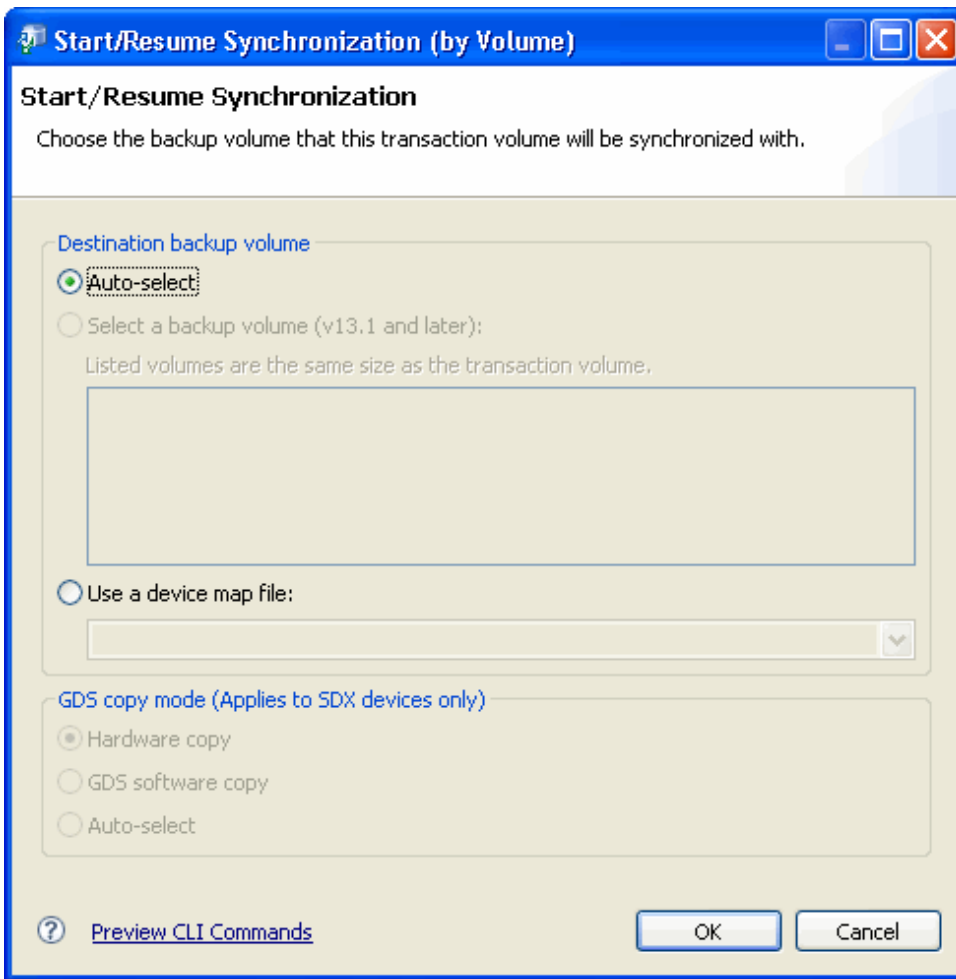 Start/Resume Synchronization (by Volume)
Start/Resume Synchronization
Choose the backup volume that this transaction volume will be synchronized with.
Destination backup volume
Auto-select
Select a backup volume (v13.1 and later):
Listed volumes are the same size as the transaction volume.
Use a device map file:
GDS copy mode (Applies to SDX devices only)
Hardware copy
GDS software copy
Auto-select
? Preview CLI Commands OK Cancel